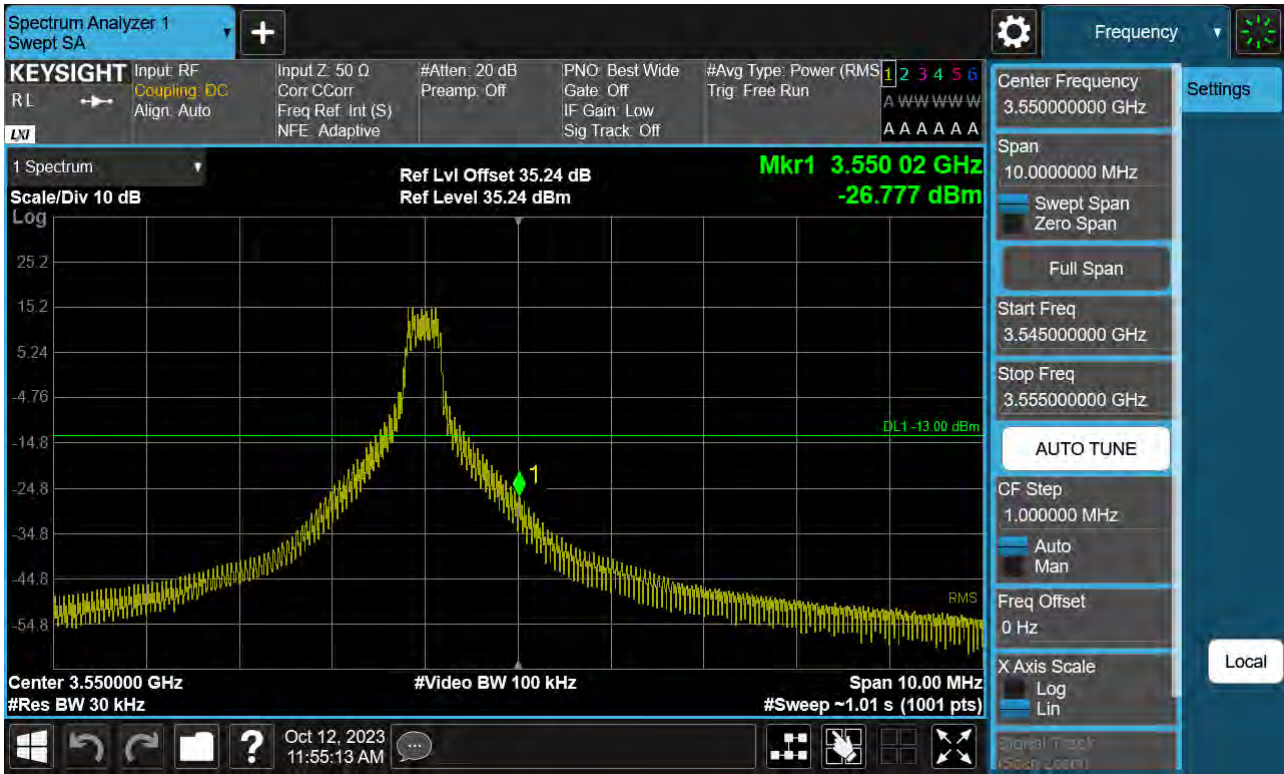 Spectrum Analyzer 1
Swept SA
Frequency
KEYSIGHT
RL
LXI
Input: RF
Coupling: DC
Align: Auto
Input Z: 50 Ω
Corr CCorr
Freq Ref: Int (S)
NFE: Adaptive
#Atten: 20 dB
Preamp: Off
PNO: Best Wide
Gate: Off
IF Gain: Low
Sig Track: Off
#Avg Type: Power (RMS
Trig: Free Run
1 2 3 4 5 6
A W W W W W
A A A A A A
1 Spectrum
Scale/Div 10 dB
Log
Ref Lvl Offset 35.24 dB
Ref Level 35.24 dBm
Mkr1 3.550 02 GHz
-26.777 dBm
25.2
15.2
5.24
-4.76
DL1 -13.00 dBm
-14.8
1
-24.8
-34.8
-44.8
RMS
-54.8
Center 3.550000 GHz
#Video BW 100 kHz
Span 10.00 MHz
#Res BW 30 kHz
#Sweep ~1.01 s (1001 pts)
Center Frequency
3.550000000 GHz
Settings
Span
10.0000000 MHz
Swept Span
Zero Span
Full Span
Start Freq
3.545000000 GHz
Stop Freq
3.555000000 GHz
AUTO TUNE
CF Step
1.000000 MHz
Auto
Man
Freq Offset
0 Hz
X Axis Scale
Log
Lin
Local
Signal Track
(Span Zoom)
?
Oct 12, 2023
11:55:13 AM